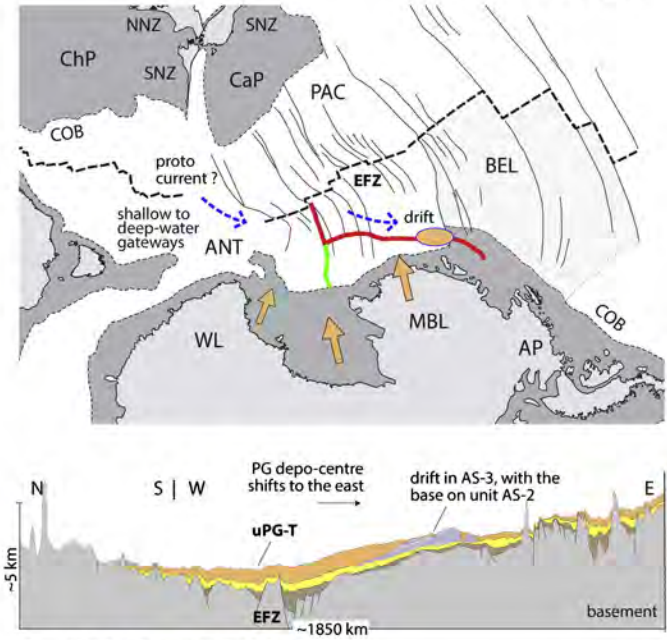 NNZ
SNZ
ChP
SNZ
CaP
PAC
COB
BEL
proto
current ?
EFZ
shallow to
deep-water
gateways
drift
ANT
COB
WL
MBL
AP
PG depo-centre
shifts to the east
drift in AS-3, with the
base on unit AS-2
N
S | W
E
uPG-T
~5 km
EFZ
basement
~1850 km